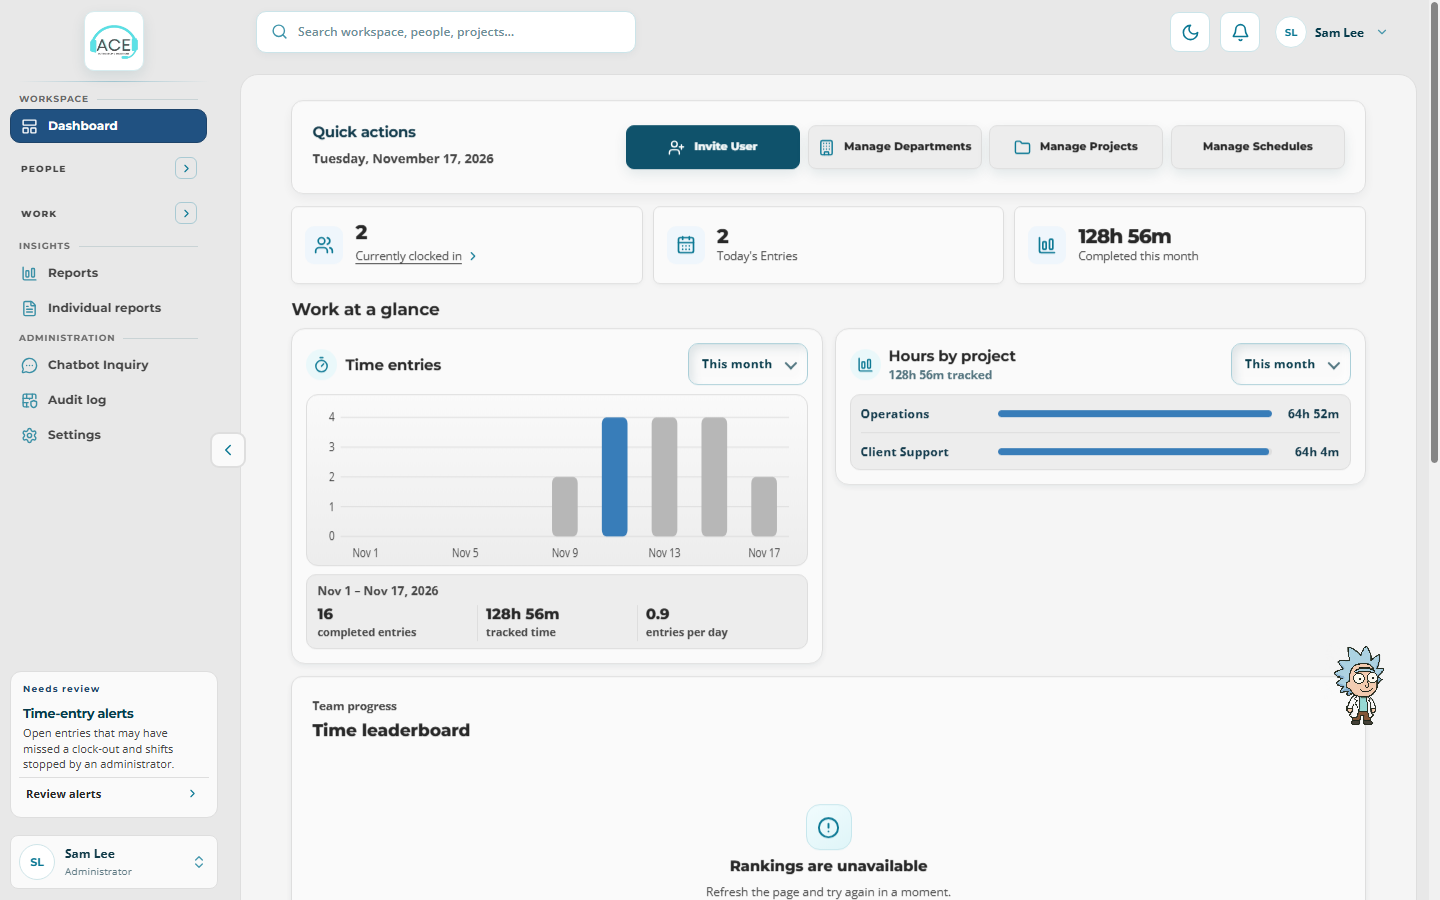 ACE
Search workspace, people, projects...
SL
Sam Lee
WORKSPACE
Dashboard
PEOPLE
WORK
INSIGHTS
Reports
Individual reports
ADMINISTRATION
Chatbot Inquiry
Audit log
Settings
Needs review
Time-entry alerts
Open entries that may have
missed a clock-out and shifts
stopped by an administrator.
Review alerts
SL
Sam Lee
Administrator
Quick actions
Tuesday, November 17, 2026
Invite User
Manage Departments
Manage Projects
Manage Schedules
2
Currently clocked in
2
Today's Entries
128h 56m
Completed this month
Work at a glance
Time entries
This month
4
3
2
1
0
Nov 1
Nov 5
Nov 9
Nov 13
Nov 17
Nov 1 – Nov 17, 2026
16
completed entries
128h 56m
tracked time
0.9
entries per day
Hours by project
128h 56m tracked
This month
Operations
64h 52m
Client Support
64h 4m
Team progress
Time leaderboard
Rankings are unavailable
Refresh the page and try again in a moment.